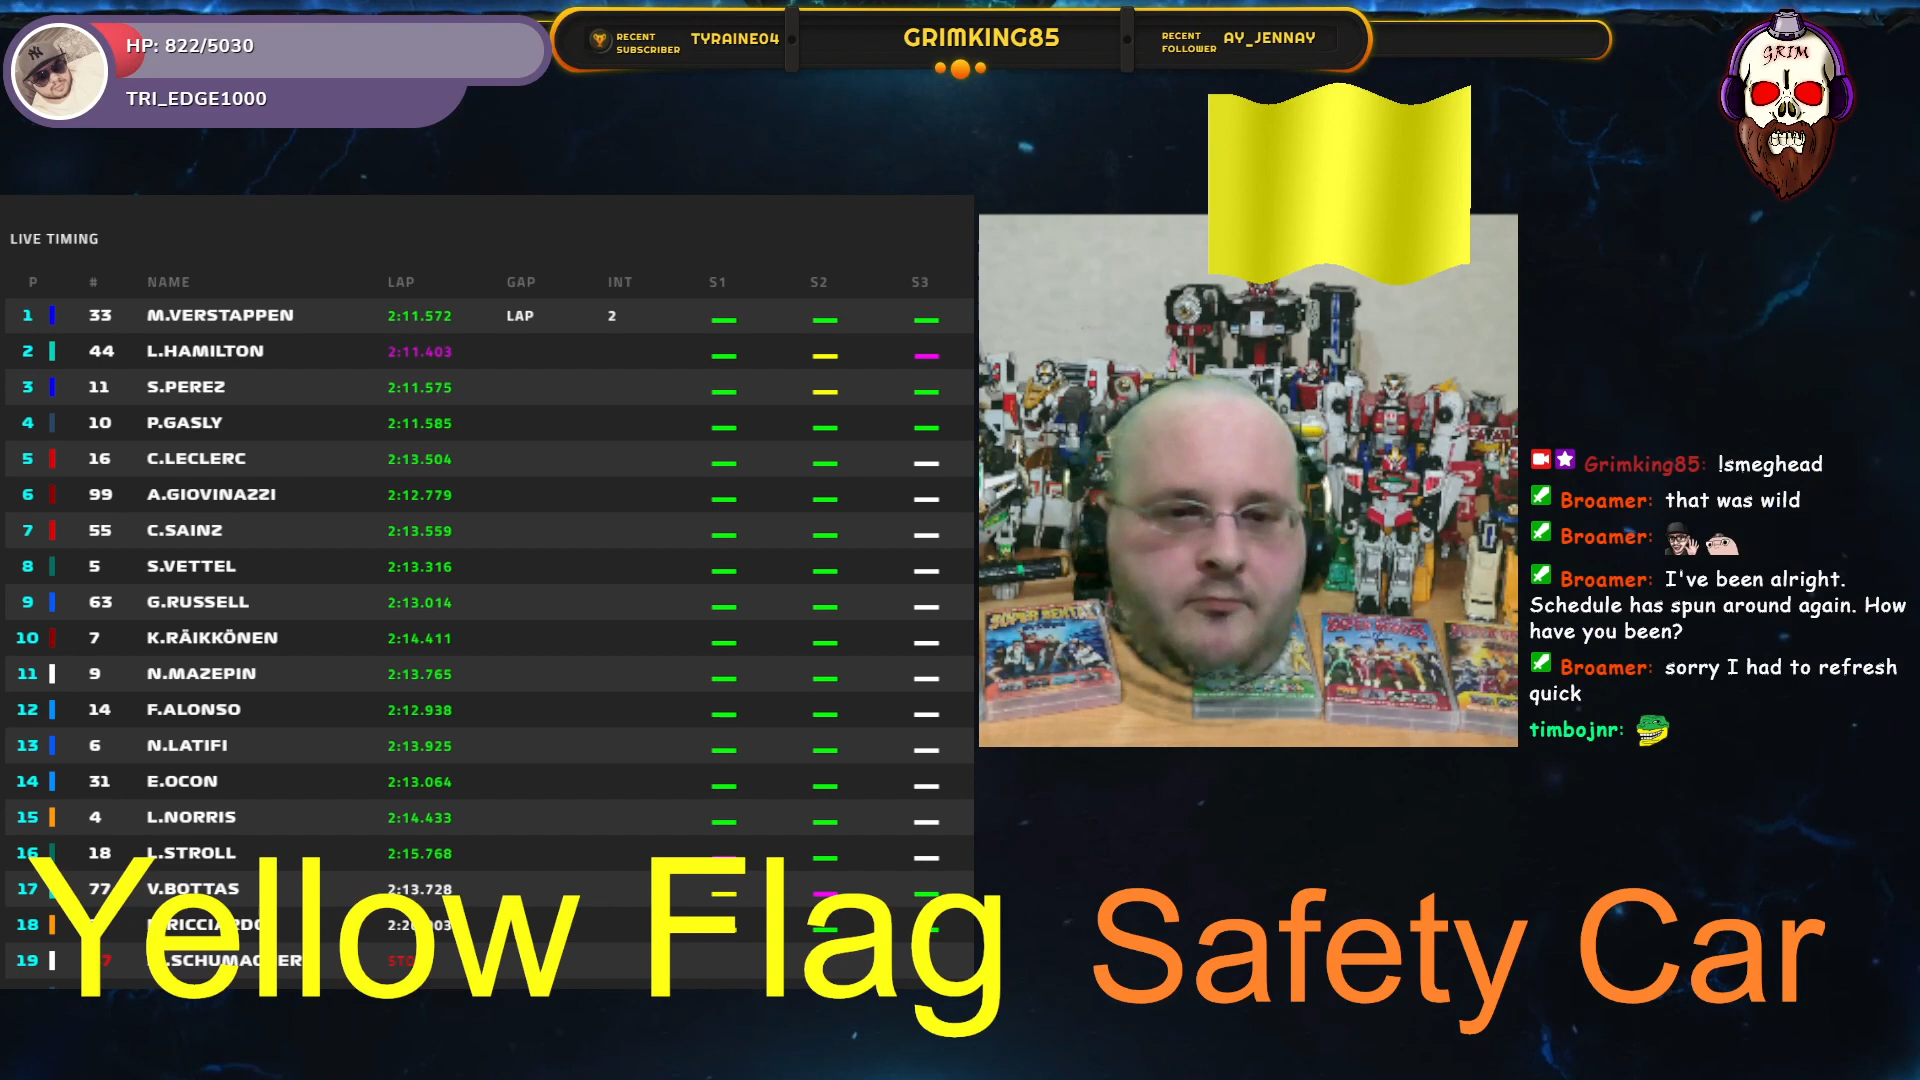 HP: 822/5030
TRI_EDGE1000
RECENT
SUBSCRIBER
TYRAINE04
GRIMKING85
RECENT
FOLLOWER
AY_JENNAY
GRIM
LIVE TIMING
P # NAME LAP GAP INT S1 S2 S3
1 33 M.VERSTAPPEN 2:11.572 LAP 2
2 44 L.HAMILTON 2:11.403
3 11 S.PEREZ 2:11.575
4 10 P.GASLY 2:11.585
5 16 C.LECLERC 2:13.504
6 99 A.GIOVINAZZI 2:12.779
7 55 C.SAINZ 2:13.559
8 5 S.VETTEL 2:13.316
9 63 G.RUSSELL 2:13.014
10 7 K.RÄIKKÖNEN 2:14.411
11 9 N.MAZEPIN 2:13.765
12 14 F.ALONSO 2:12.938
13 6 N.LATIFI 2:13.925
14 31 E.OCON 2:13.064
15 4 L.NORRIS 2:14.433
16 18 L.STROLL 2:15.768
17 77 V.BOTTAS 2:13.728
18
19
Yellow Flag
Safety Car
SUPER SENTAI
Grimking85: !smeghead
Broamer: that was wild
Broamer:
Broamer: I've been alright.
Schedule has spun around again. How
have you been?
Broamer: sorry I had to refresh
quick
timbojnr: